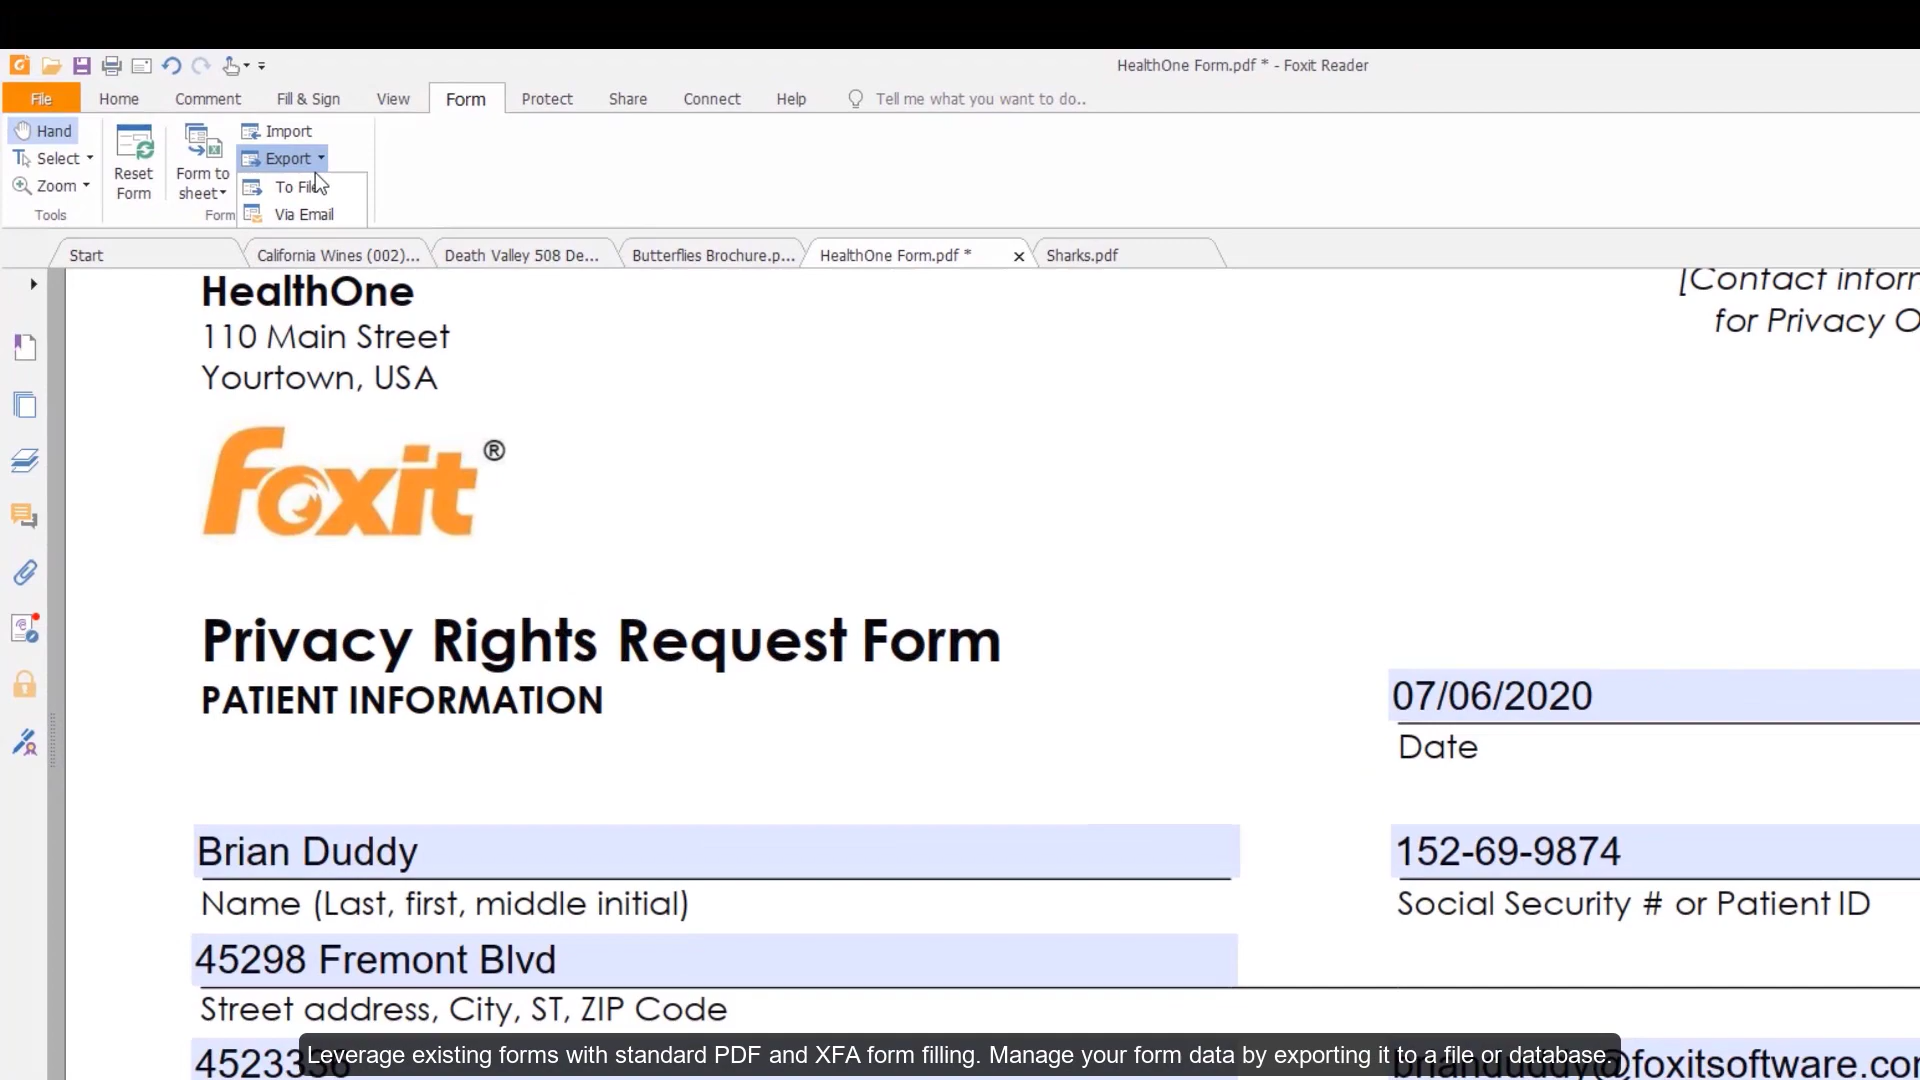 HealthOne Form.pdf * - Foxit Reader
File Home Comment Fill & Sign View Form Protect Share Connect Help Tell me what you want to do..
Hand
Select
Zoom
Tools
Reset
Form
Form to
sheet
Import
Export
To File
Via Email
Form
Start California Wines (002)... Death Valley 508 De... Butterflies Brochure.p... HealthOne Form.pdf * Sharks.pdf
HealthOne
110 Main Street
Yourtown, USA
[Contact
for Privacy
foxit ®
Privacy Rights Request Form
PATIENT INFORMATION
07/06/2020
Date
Brian Duddy
Name (Last, first, middle initial)
152-69-9874
Social Security # or Patient ID
45298 Fremont Blvd
Street address, City, ST, ZIP Code
4523356
brianduddy@foxitsoftware.co
Leverage existing forms with standard PDF and XFA form filling. Manage your form data by exporting it to a file or database.